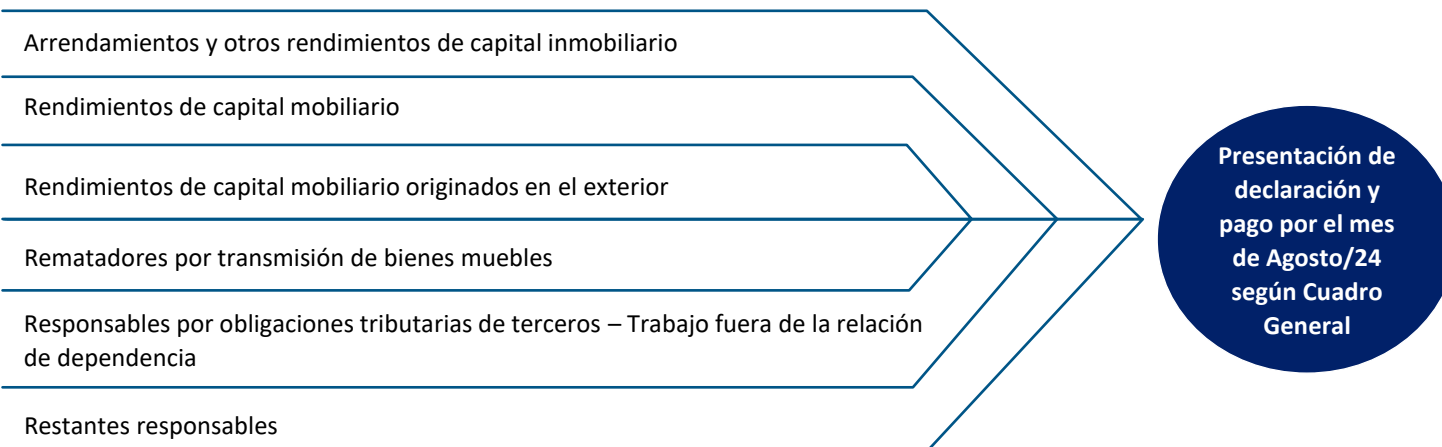 Arrendamientos y otros rendimientos de capital inmobiliario
Rendimientos de capital mobiliario
Rendimientos de capital mobiliario originados en el exterior
Rematadores por transmisión de bienes muebles
Responsables por obligaciones tributarias de terceros – Trabajo fuera de la relación
de dependencia
Restantes responsables
Presentación de
declaración y
pago por el mes
de Agosto/24
según Cuadro
General